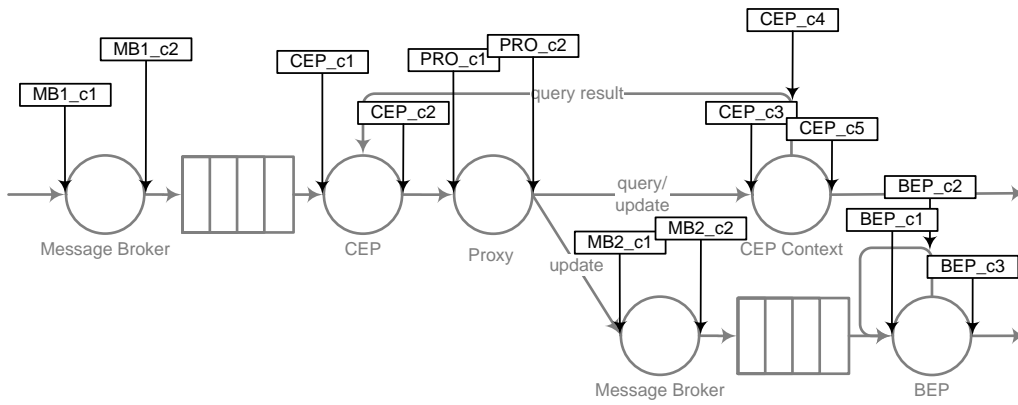 CEP_c4
PRO_c2
MB1_c2
PRO_c1
CEP_c1
MB1_c1
query result
CEP_c2
CEP_c3
CEP_c5
query/
update
BEP_c2
BEP_c1
MB2_c2
MB2_c1
Message Broker
CEP
Proxy
CEP Context
update
BEP_c3
Message Broker
BEP